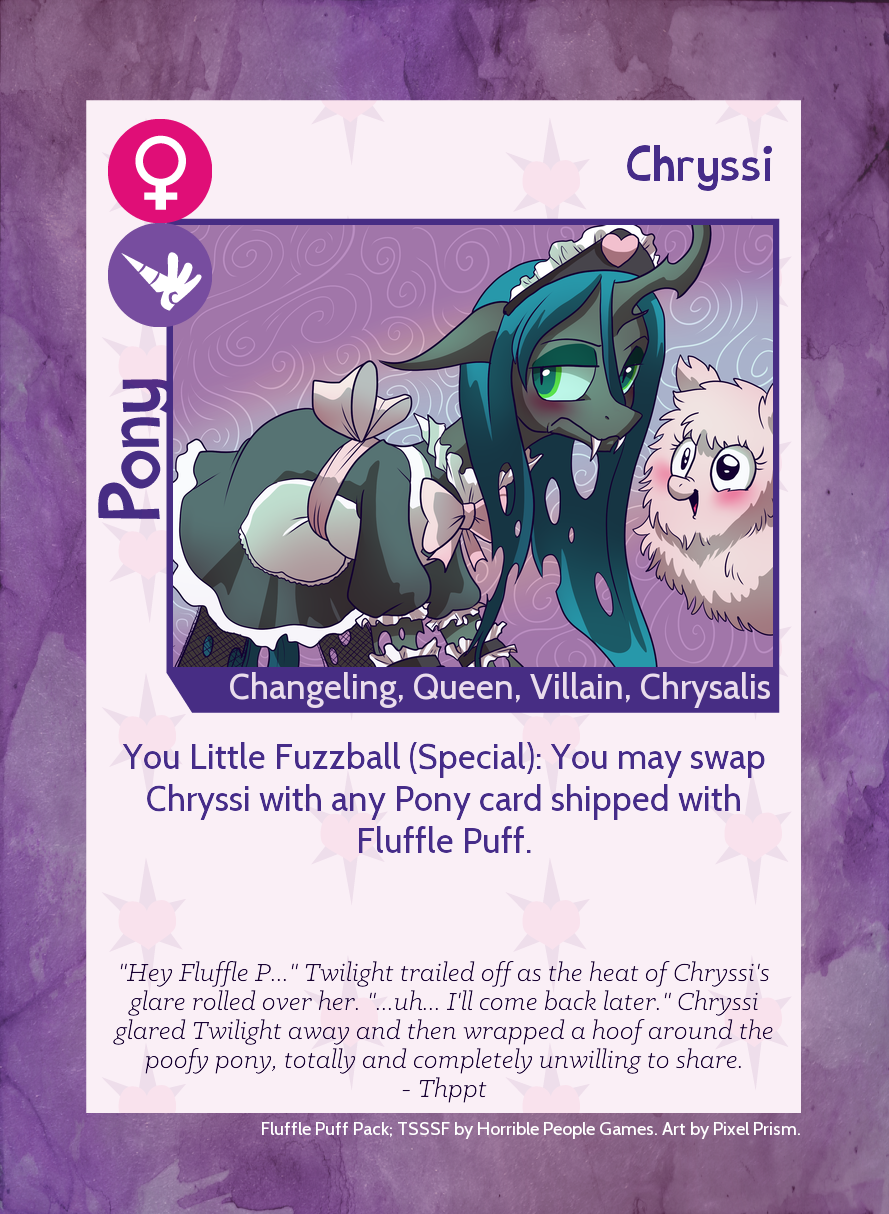 Chryssi
Pony
Changeling, Queen, Villain, Chrysalis
You Little Fuzzball (Special): You may swap
Chryssi with any Pony card shipped with
Fluffle Puff.
"Hey Fluffle P..." Twilight trailed off as the heat of Chryssi's
glare rolled over her. "...uh... I'll come back later." Chryssi
glared Twilight away and then wrapped a hoof around the
poofy pony, totally and completely unwilling to share.
- Thppt
Fluffle Puff Pack; TSSSF by Horrible People Games. Art by Pixel Prism.